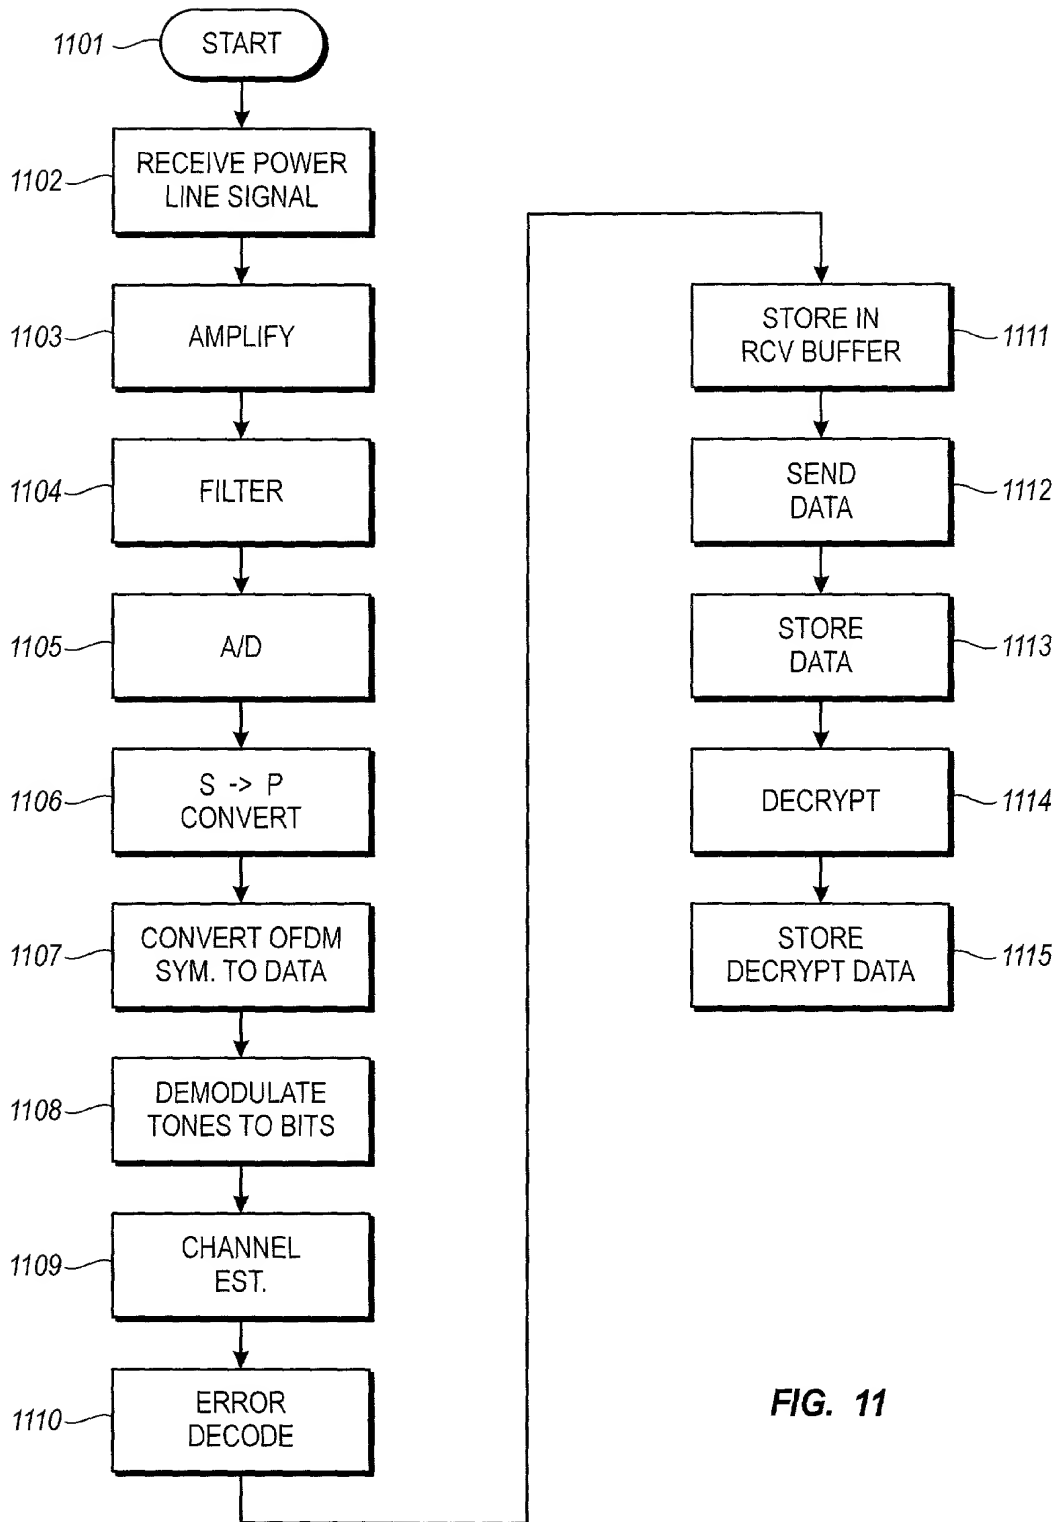 1101
START
1102
RECEIVE POWER
LINE SIGNAL
1103
AMPLIFY
1104
FILTER
1105
A/D
1106
S -> P
CONVERT
1107
CONVERT OFDM
SYM. TO DATA
1108
DEMODULATE
TONES TO BITS
1109
CHANNEL
EST.
1110
ERROR
DECODE
STORE IN
RCV BUFFER
1111
SEND
DATA
1112
STORE
DATA
1113
DECRYPT
1114
STORE
DECRYPT DATA
1115
FIG. 11